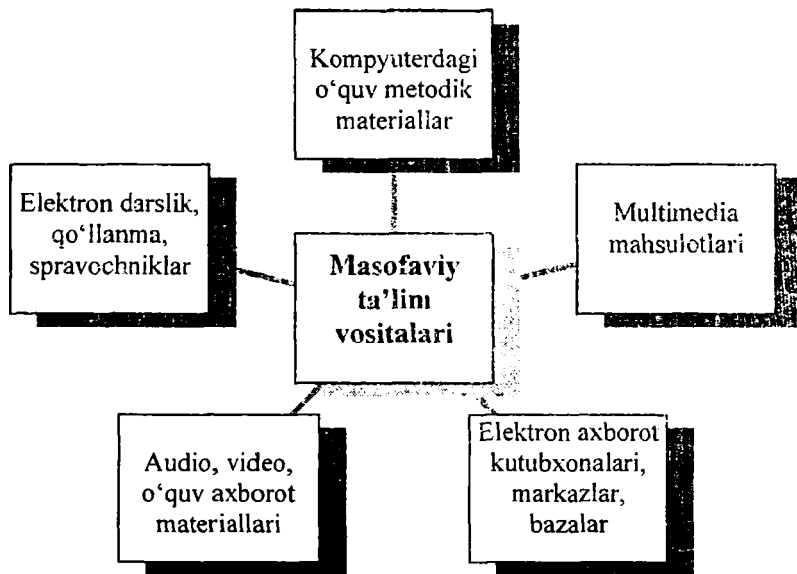 Kompyuterdagi
o‘quv metodik
materiallar
Elektron darslik,
qo‘llanma,
spravochniklar
Multimedia
mahsulotlari
Masofaviy
ta’lim
vositalari
Audio, video,
o‘quv axborot
materiallari
Elektron axborot
kutubxonalari,
markazlar,
bazalar